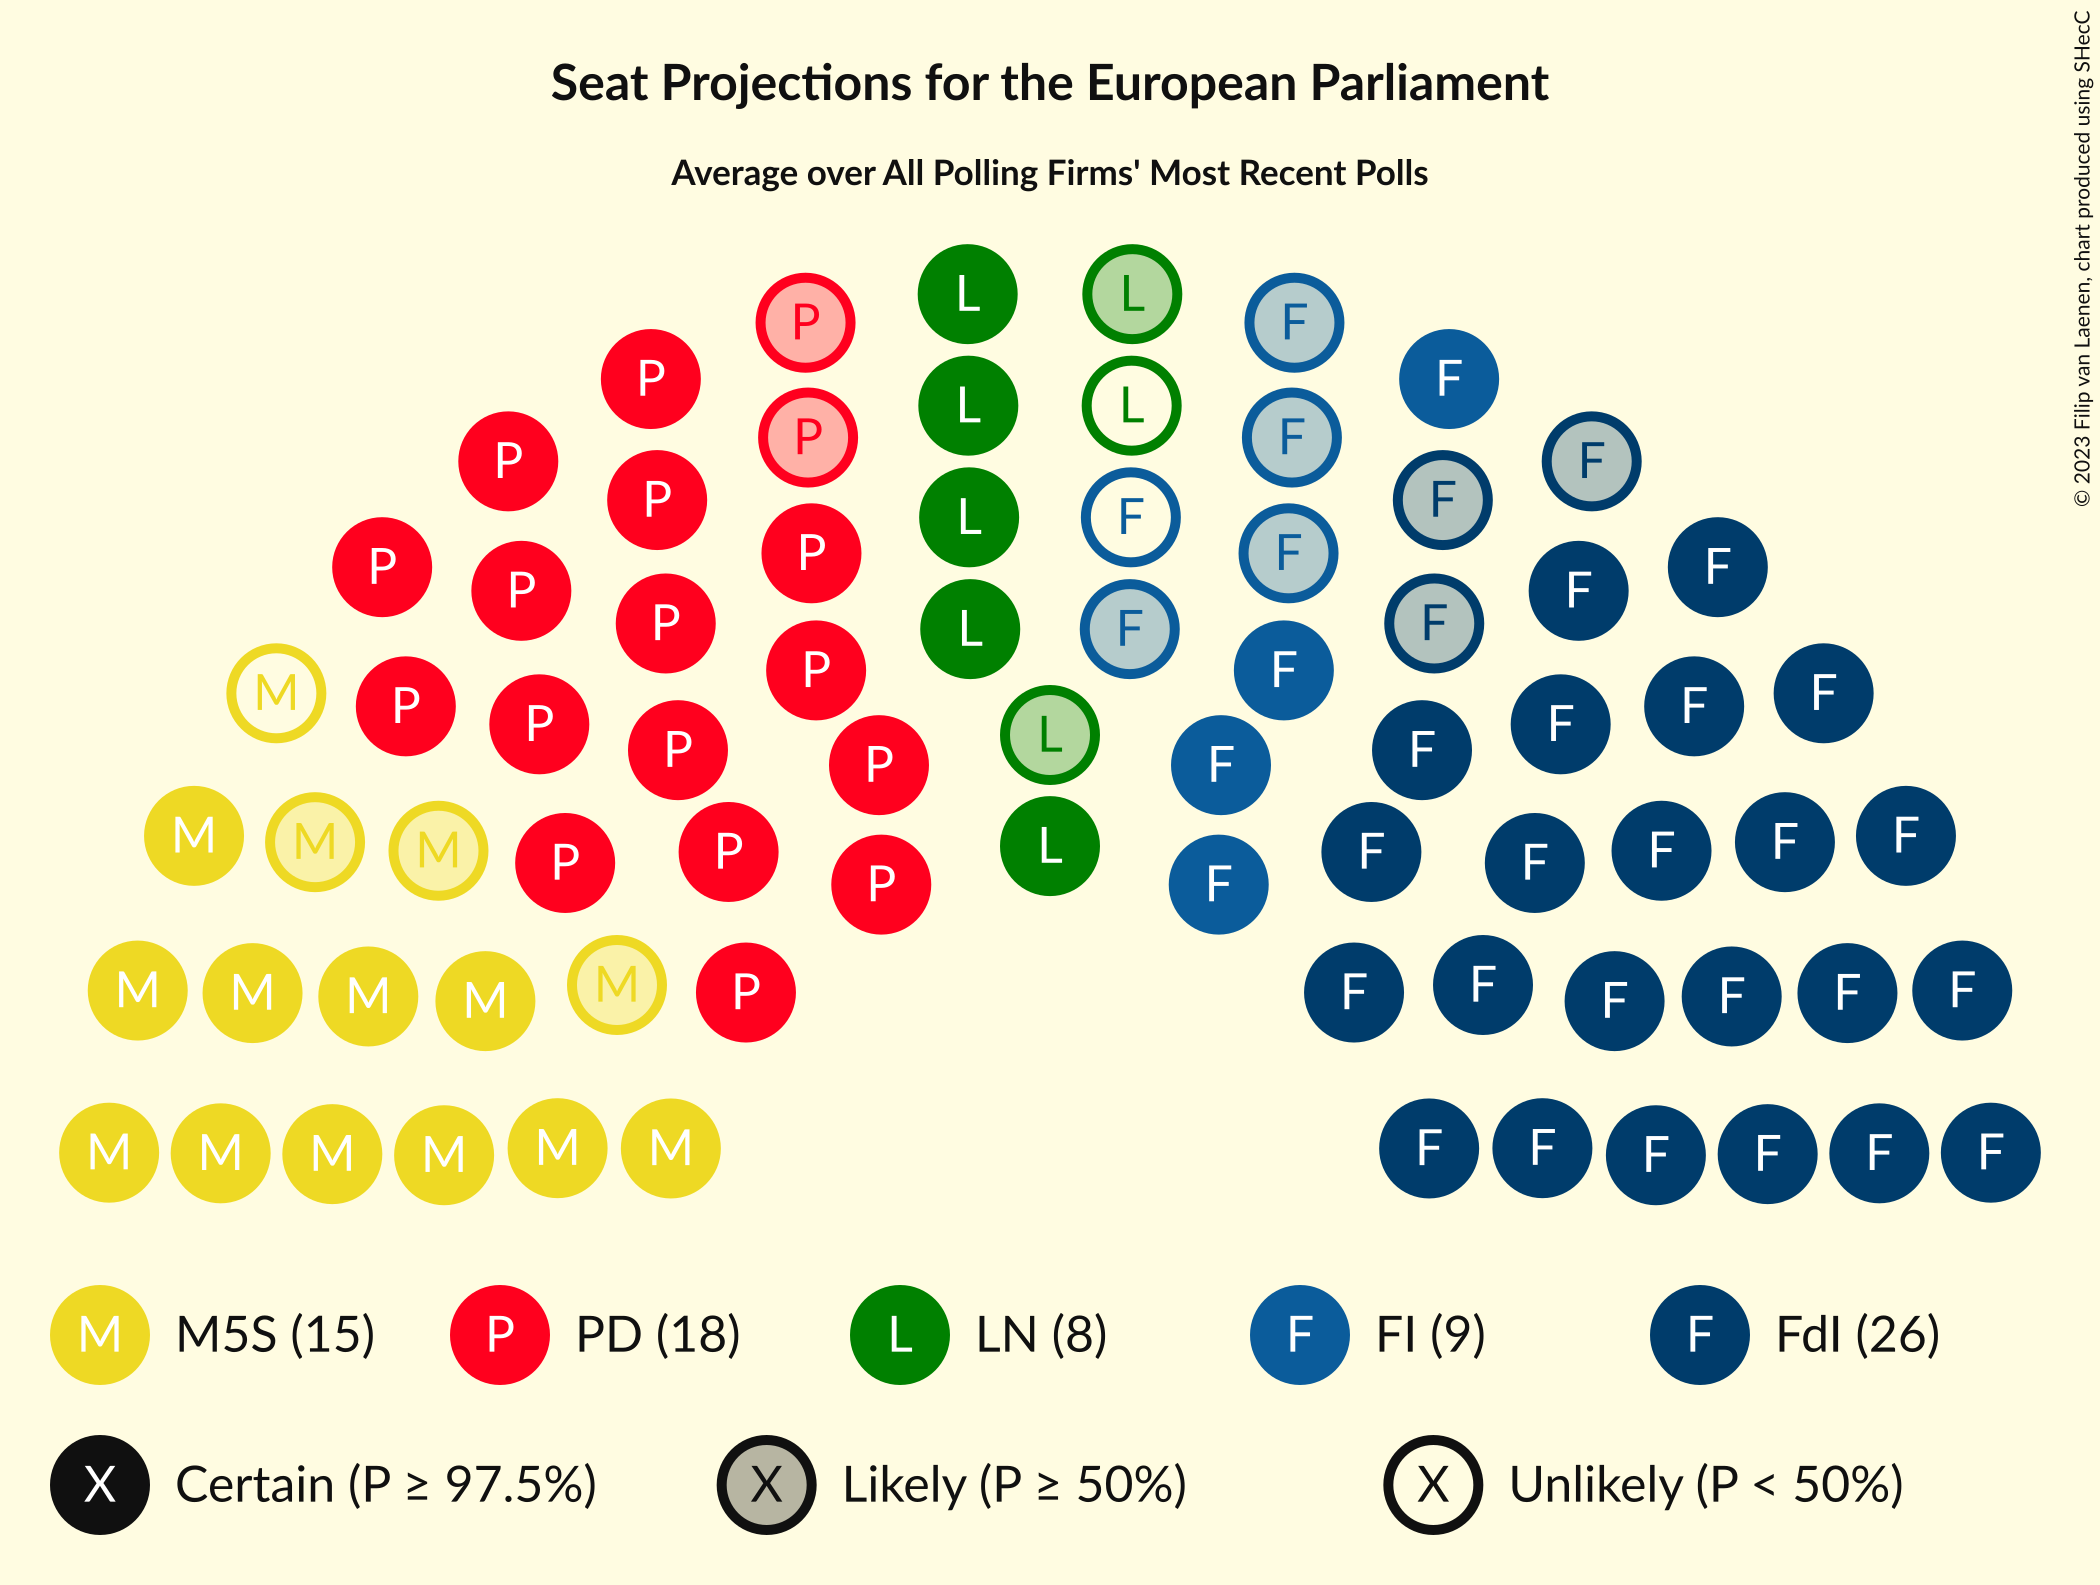 Seat Projections for the European Parliament
Average over All Polling Firms' Most Recent Polls
© 2023 Filip van Laenen, chart produced using SHecC
L L
P F
P F
L L
P P F F
P F
P F
L F
P P F F
P F
P P F F
L F
P F
P F
M P F F
P F
L
P F
P F
M F
M F
L
M P F F
P F
P F
M F
M F
M F
M F
M P F F
M F
M F
M F
M M F F
M F
M F
M (15)
M M5S (15) P PD (18) L LN (8) F FI (9) F FdI (26)
X Certain (P ≥ 97.5%) X Likely (P ≥ 50%) X Unlikely (P < 50%)